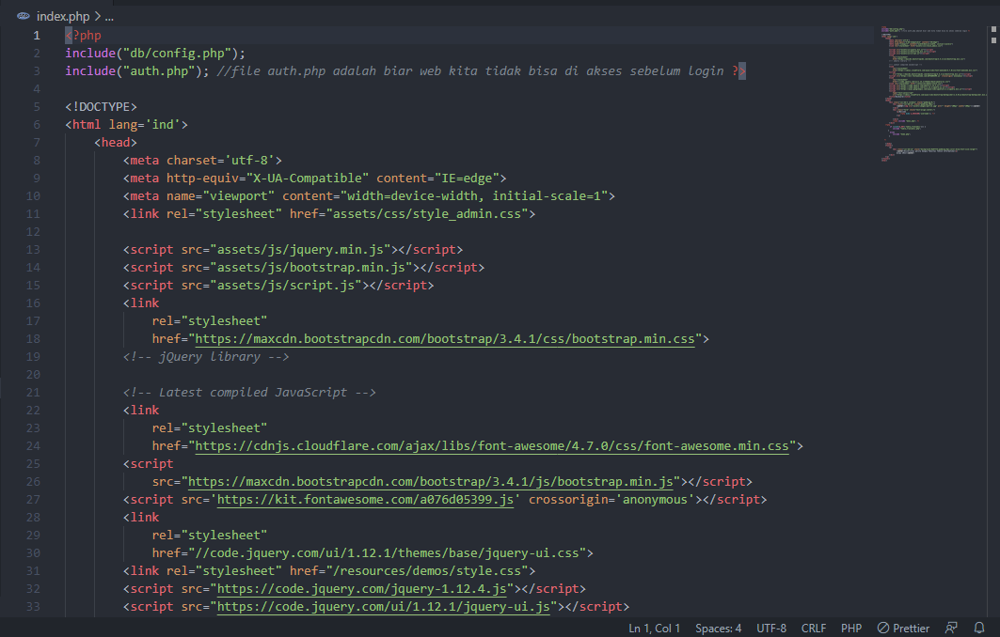 index.php > ...
1 <?php
2 include("db/config.php");
3 include("auth.php"); //file auth.php adalah biar web kita tidak bisa di akses sebelum login ?>
4
5 <!DOCTYPE>
6 <html lang='ind'>
7 <head>
8 <meta charset='utf-8'>
9 <meta http-equiv="X-UA-Compatible" content="IE=edge">
10 <meta name="viewport" content="width=device-width, initial-scale=1">
11 <link rel="stylesheet" href="assets/css/style_admin.css">
12
13 <script src="assets/js/jquery.min.js"></script>
14 <script src="assets/js/bootstrap.min.js"></script>
15 <script src="assets/js/script.js"></script>
16 <link
17 rel="stylesheet"
18 href="https://maxcdn.bootstrapcdn.com/bootstrap/3.4.1/css/bootstrap.min.css">
19 <!-- jQuery library -->
20
21 <!-- Latest compiled JavaScript -->
22 <link
23 rel="stylesheet"
24 href="https://cdnjs.cloudflare.com/ajax/libs/font-awesome/4.7.0/css/font-awesome.min.css">
25 <script
26 src="https://maxcdn.bootstrapcdn.com/bootstrap/3.4.1/js/bootstrap.min.js"></script>
27 <script src='https://kit.fontawesome.com/a076d05399.js' crossorigin='anonymous'></script>
28 <link
29 rel="stylesheet"
30 href="//code.jquery.com/ui/1.12.1/themes/base/jquery-ui.css">
31 <link rel="stylesheet" href="/resources/demos/style.css">
32 <script src="https://code.jquery.com/jquery-1.12.4.js"></script>
33 <script src="https://code.jquery.com/ui/1.12.1/jquery-ui.js"></script>
Ln 1, Col 1 Spaces: 4 UTF-8 CRLF PHP Prettier